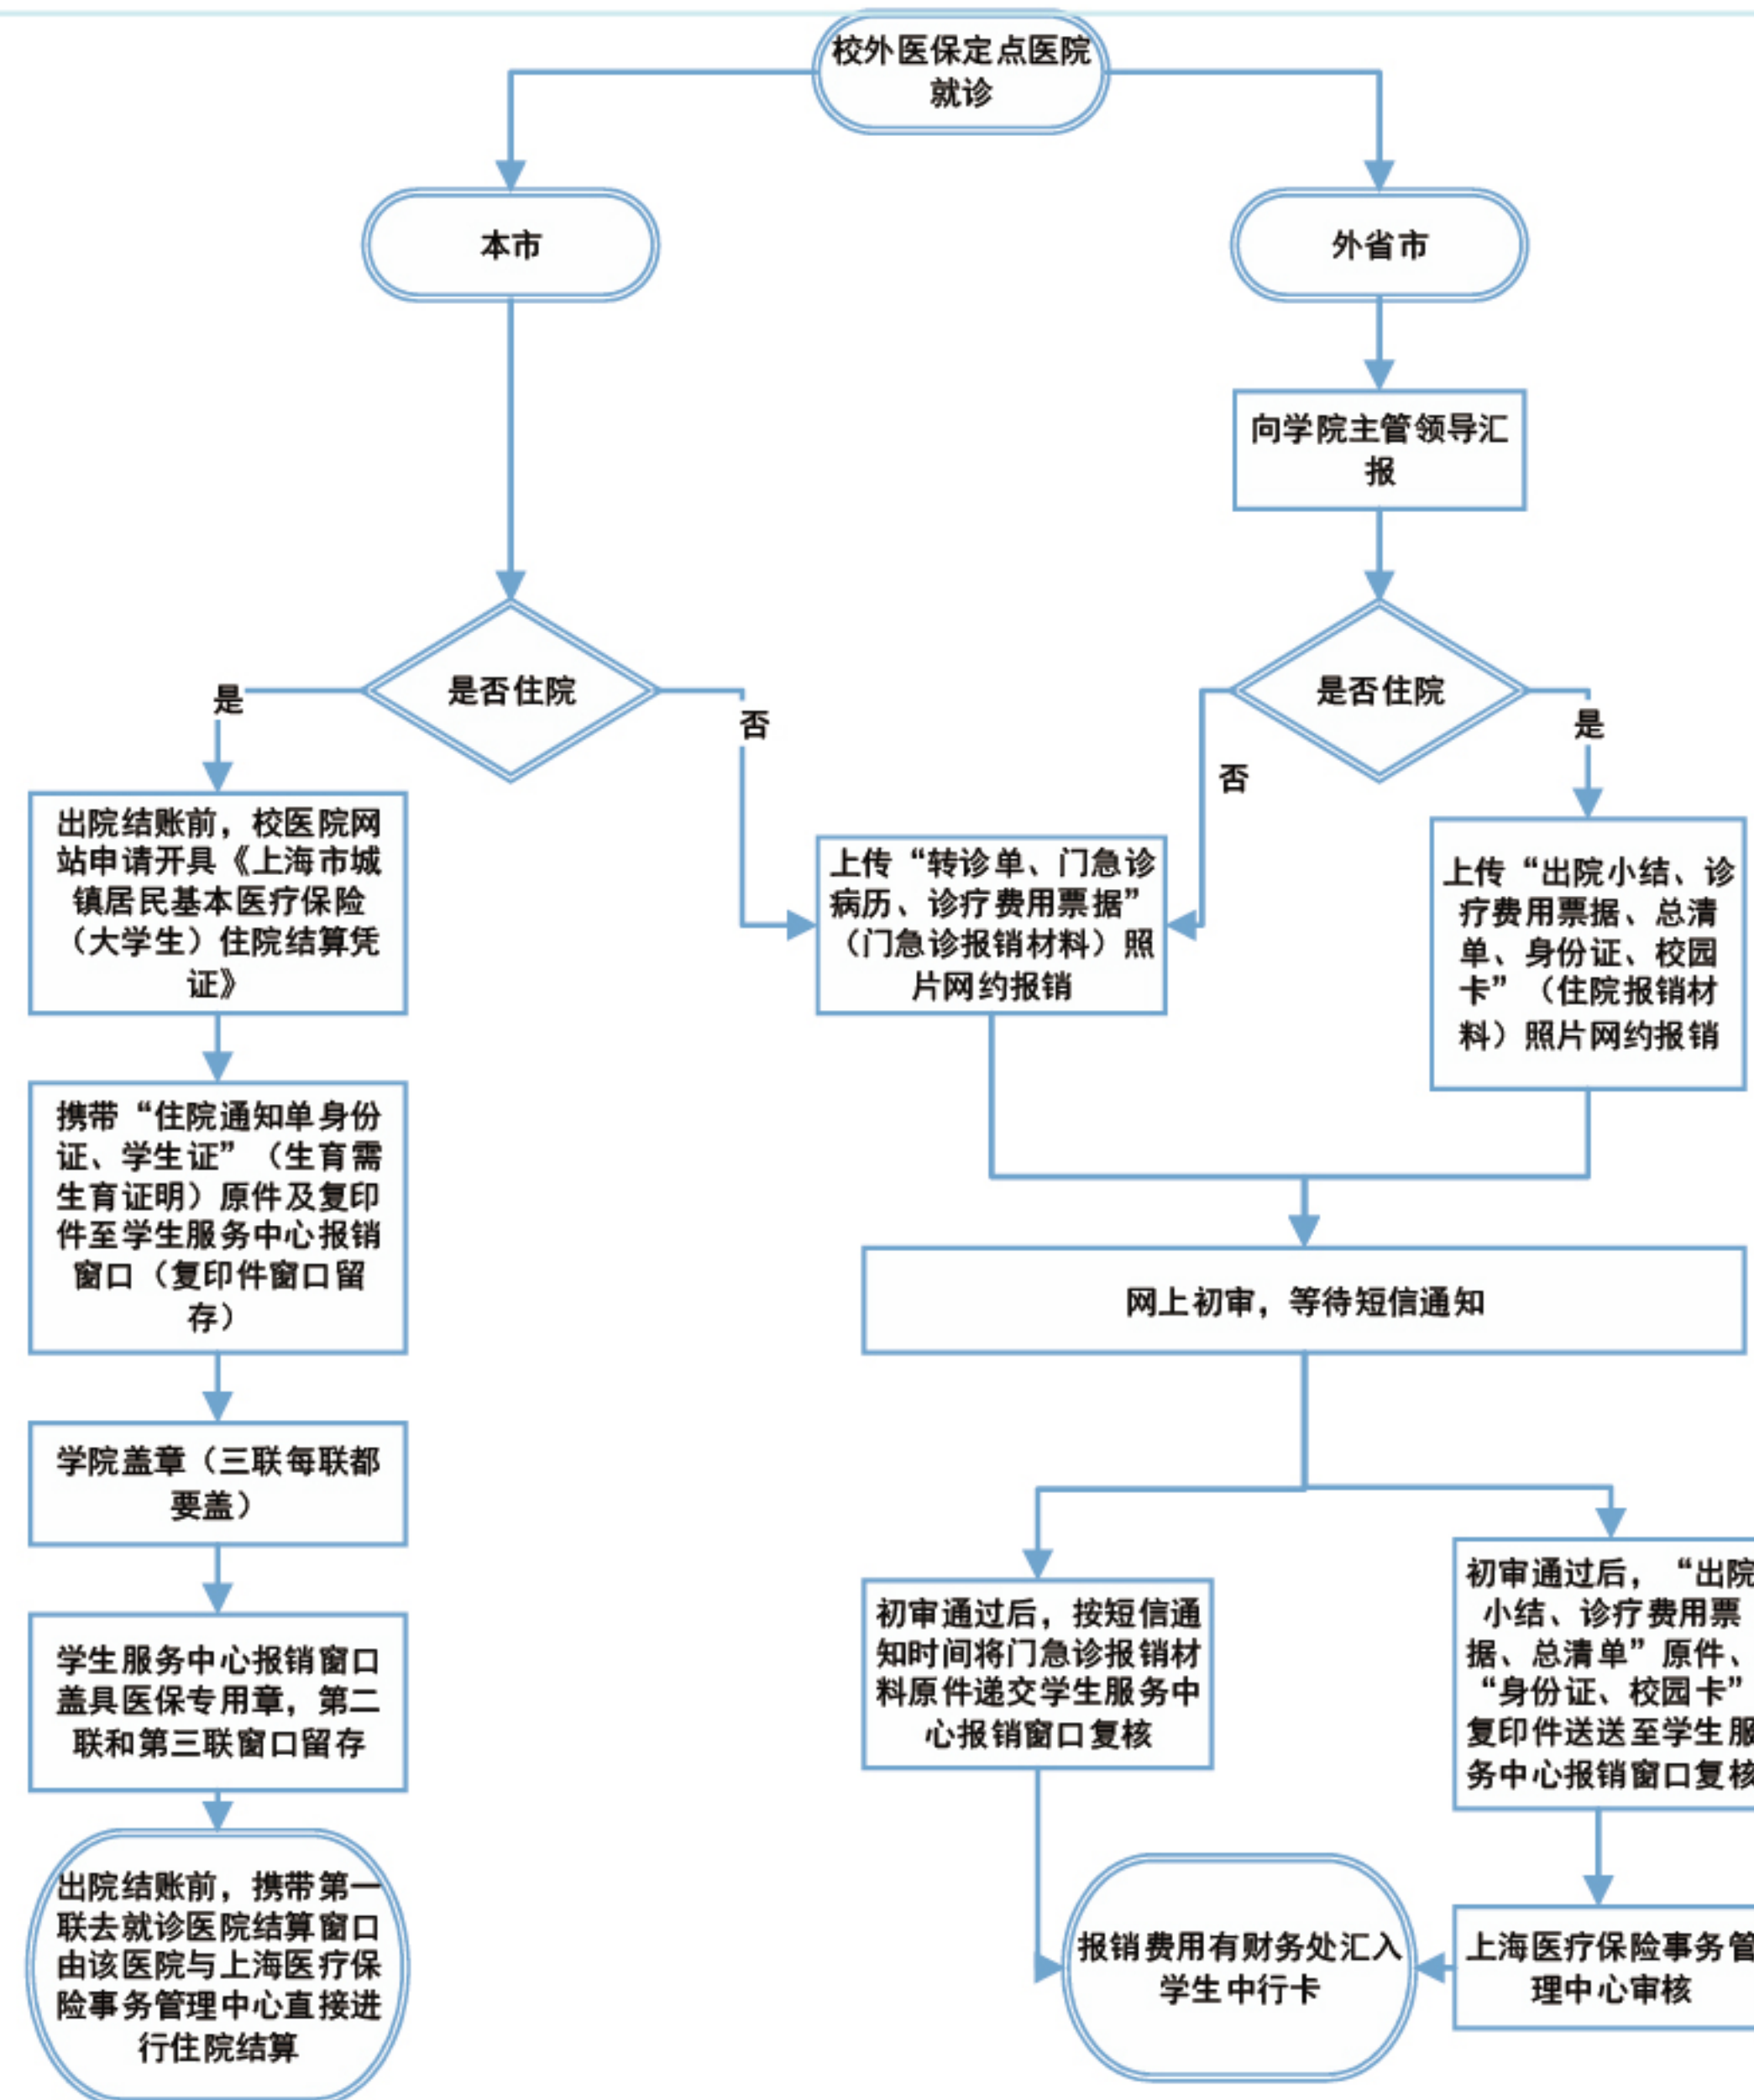 校外医保定点医院
就诊
本市
外省市
向学院主管领导汇
报
是否住院
是否住院
是
否
否
是
出院结账前，校医院网
站申请开具《上海市城
镇居民基本医疗保险
（大学生）住院结算凭
证》
上传“转诊单、门急诊
病历、诊疗费用票据”
（门急诊报销材料）照
片网约报销
上传“出院小结、诊
疗费用票据、总清
单、身份证、校园
卡”（住院报销材
料）照片网约报销
携带“住院通知单身份
证、学生证”（生育需
生育证明）原件及复印
件至学生服务中心报销
窗口（复印件窗口留
存）
网上初审，等待短信通知
学院盖章（三联每联都
要盖）
学生服务中心报销窗口
盖具医保专用章，第二
联和第三联窗口留存
初审通过后，按短信通
知时间将门急诊报销材
料原件递交学生服务中
心报销窗口复核
初审通过后，“出院
小结、诊疗费用票
据、总清单”原件、
“身份证、校园卡”
复印件送送至学生服
务中心报销窗口复核
出院结账前，携带第一
联去就诊医院结算窗口
由该医院与上海医疗保
险事务管理中心直接进
行住院结算
报销费用有财务处汇入
学生中行卡
上海医疗保险事务管
理中心审核